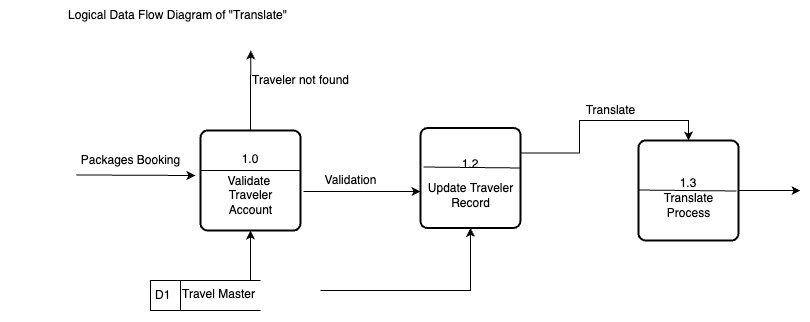 Logical Data Flow Diagram of "Translate"
Traveler not found
Translate
Packages Booking
1.0
Validate
Traveler
Account
Validation
1.2
Update Traveler
Record
1.3
Translate
Process
D1
Travel Master